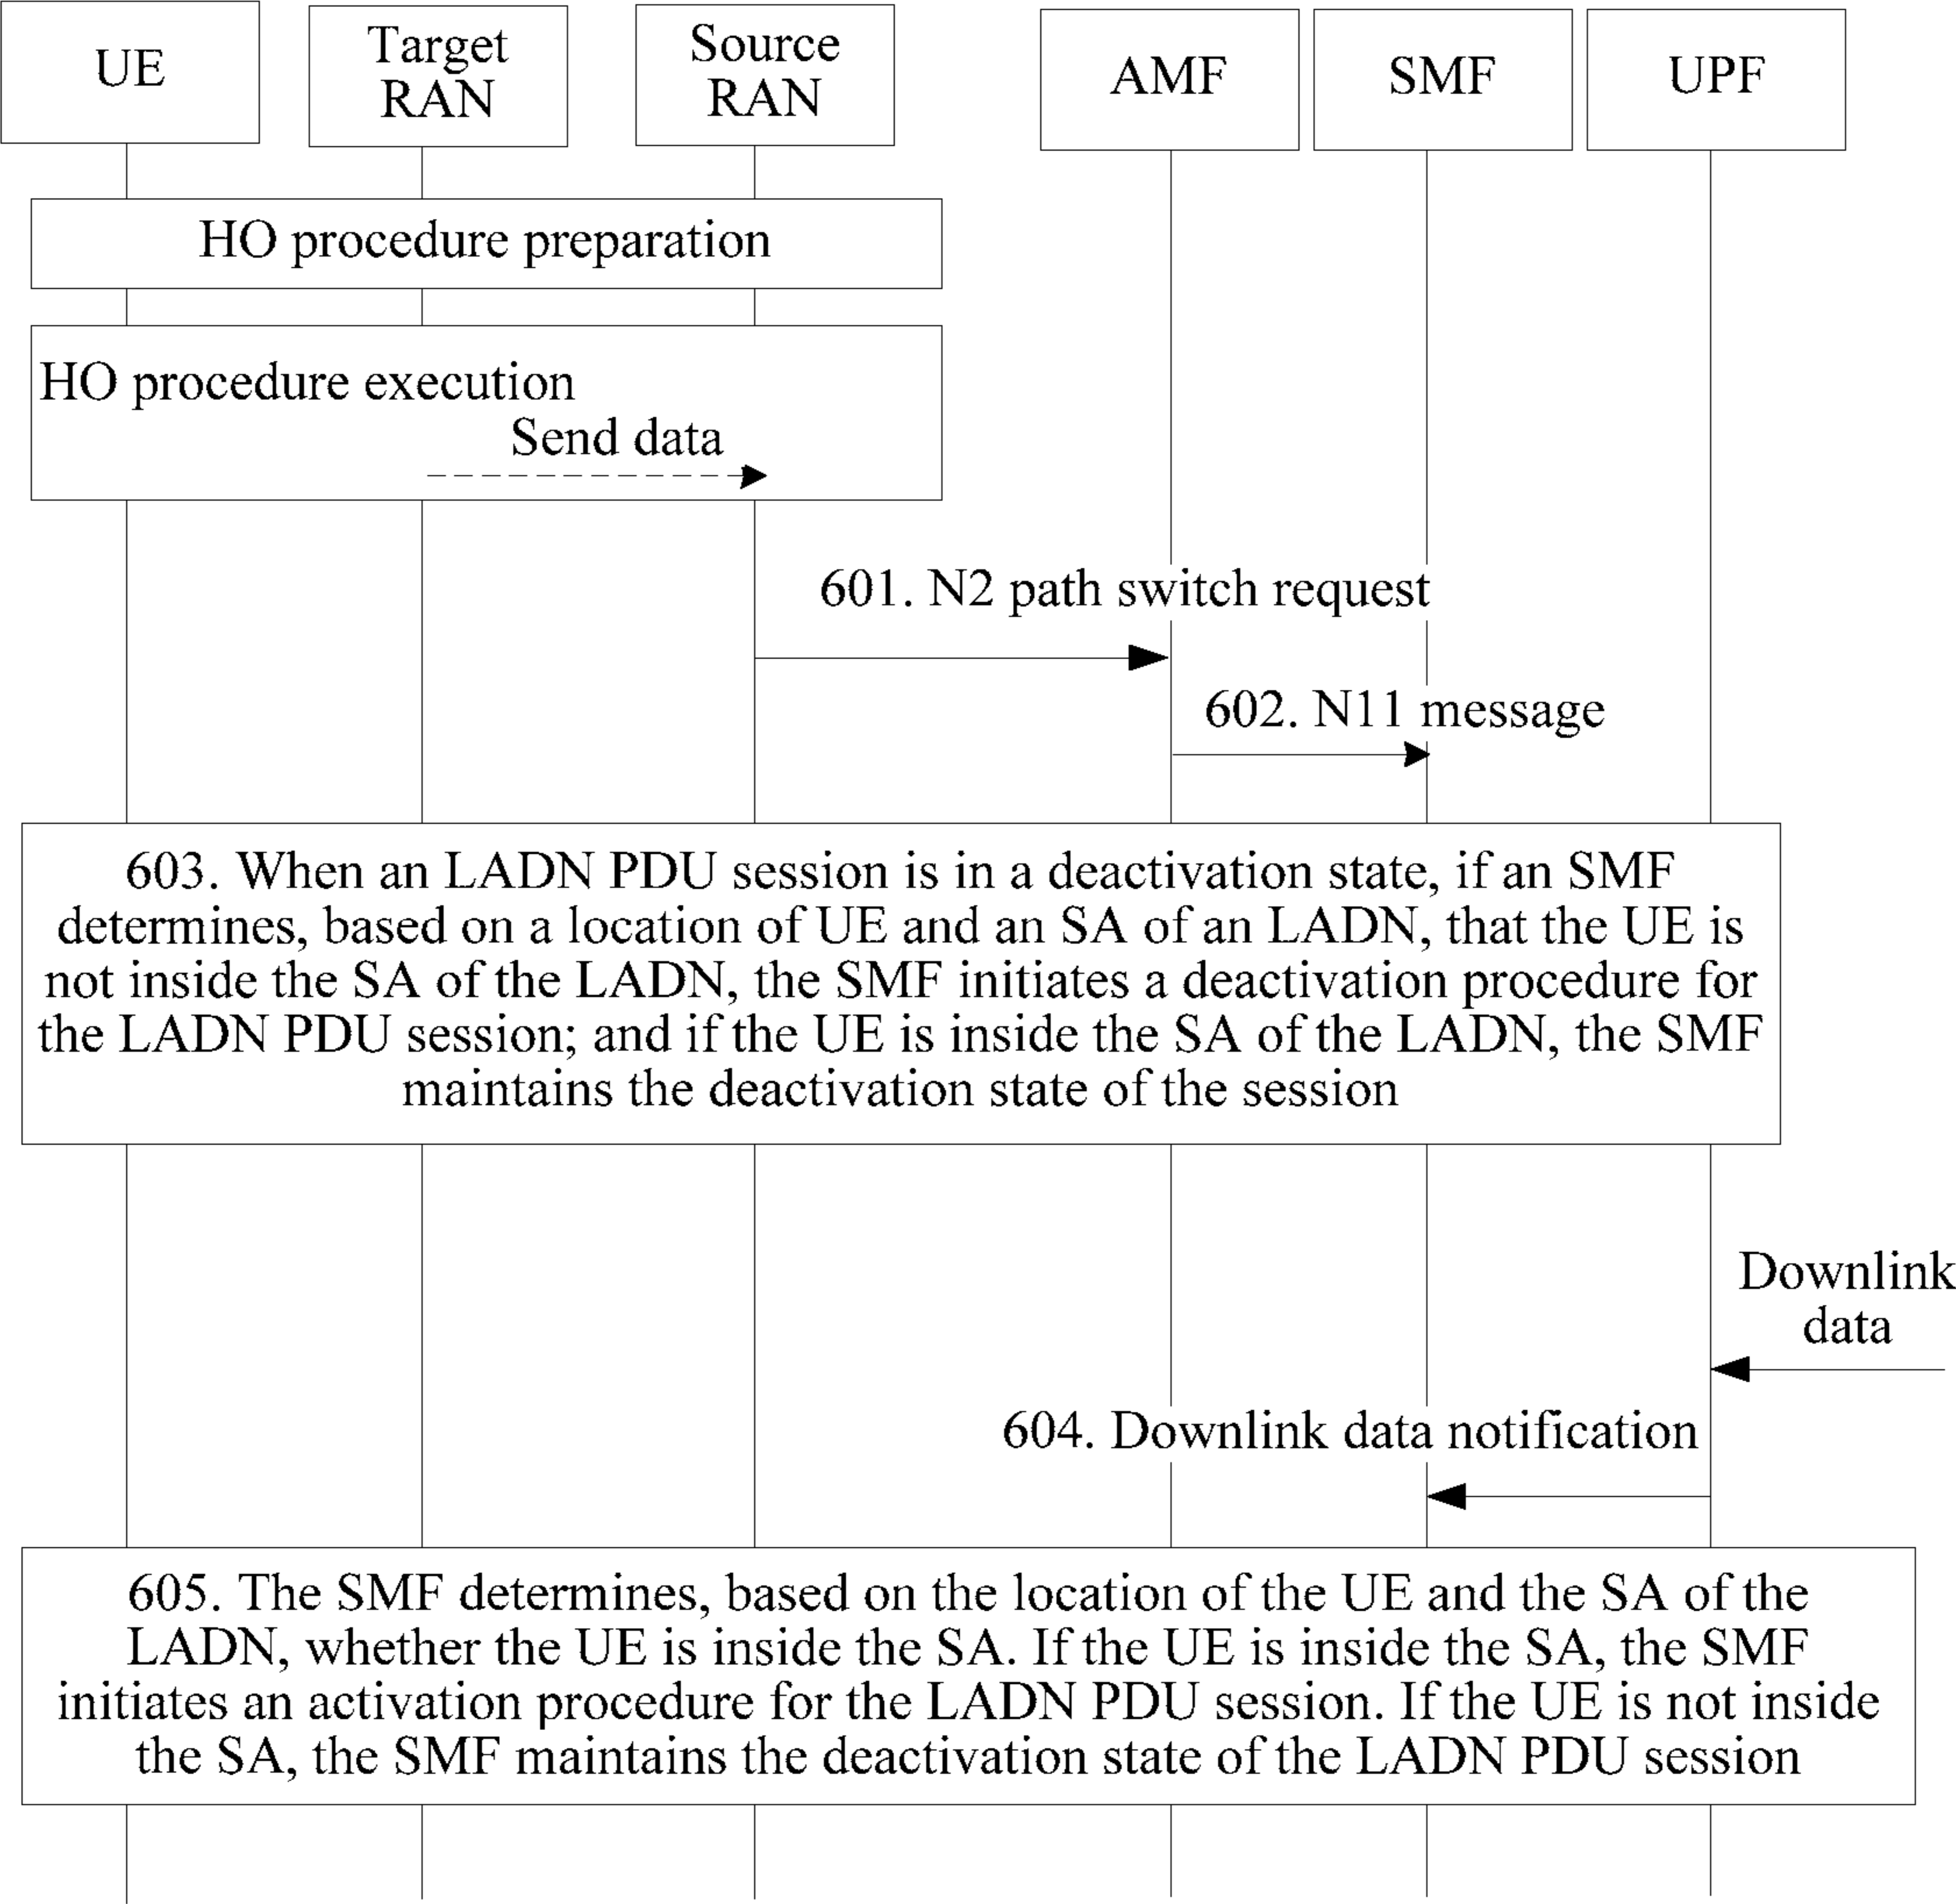 UE
Target
RAN
Source
RAN
AMF
SMF
UPF
HO procedure preparation
HO procedure execution
Send data
601. N2 path switch request
602. N11 message
603. When an LADN PDU session is in a deactivation state, if an SMF
determines, based on a location of UE and an SA of an LADN, that the UE is
not inside the SA of the LADN, the SMF initiates a deactivation procedure for
the LADN PDU session; and if the UE is inside the SA of the LADN, the SMF
maintains the deactivation state of the session
Downlink
data
604. Downlink data notification
605. The SMF determines, based on the location of the UE and the SA of the
LADN, whether the UE is inside the SA. If the UE is inside the SA, the SMF
initiates an activation procedure for the LADN PDU session. If the UE is not inside
the SA, the SMF maintains the deactivation state of the LADN PDU session